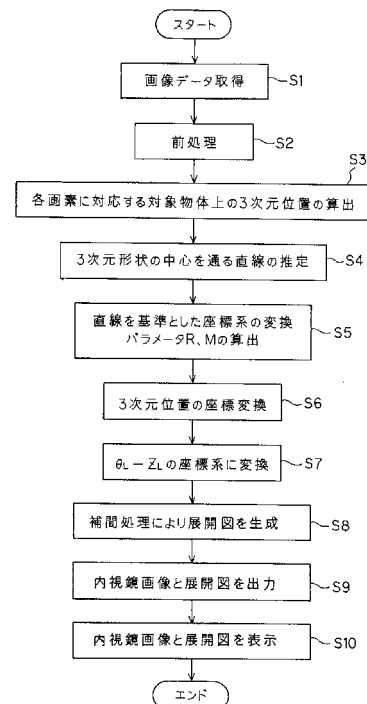 スタート
画像データ取得
S1
前処理
S2
S3
各画素に対応する対象物体上の3次元位置の算出
3次元形状の中心を通る直線の推定
S4
直線を基準とした座標系の変換
パラメータR、Mの算出
S5
3次元位置の座標変換
S6
θL-ZLの座標系に変換
S7
補間処理により展開図を生成
S8
内視鏡画像と展開図を出力
S9
内視鏡画像と展開図を表示
S10
エンド